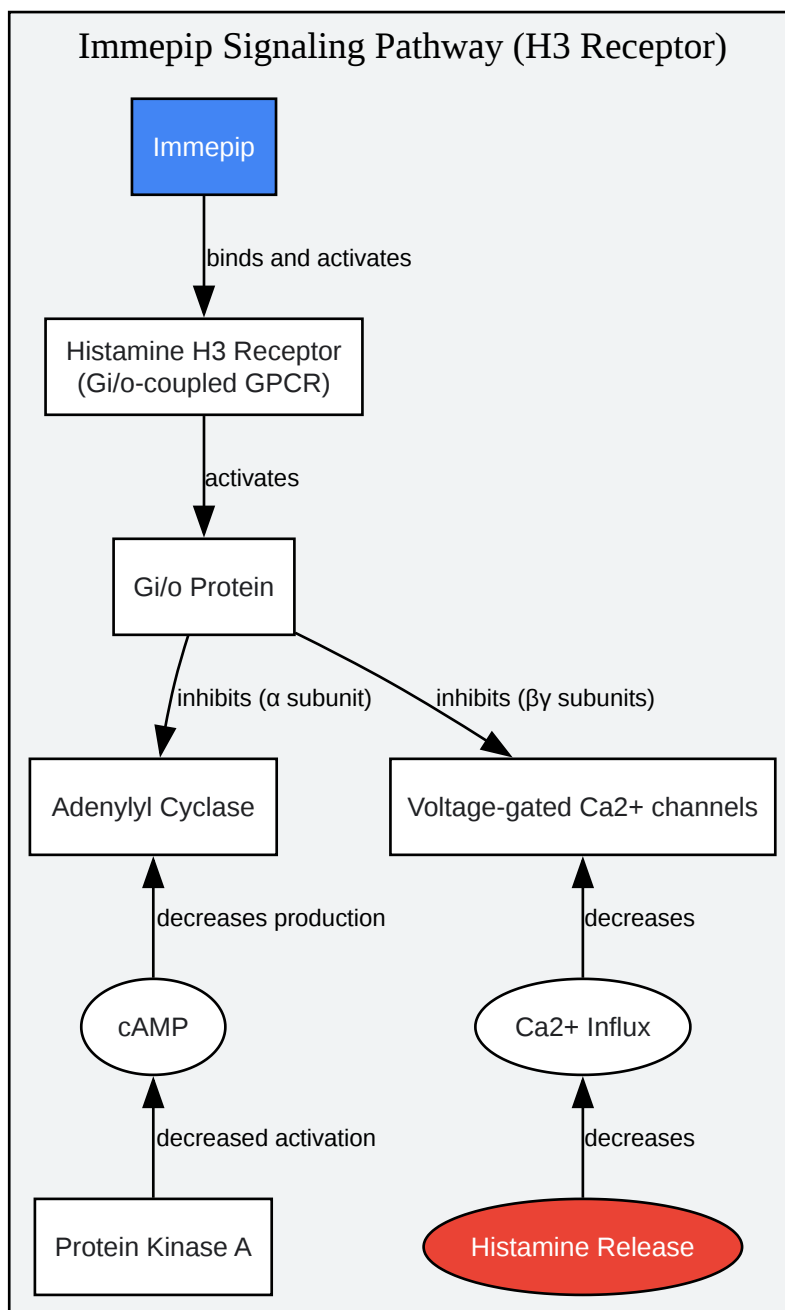 Immepip Signaling Pathway (H3 Receptor)
Immepip
binds and activates
Histamine H3 Receptor
(Gi/o-coupled GPCR)
activates
Gi/o Protein
inhibits (α subunit)
inhibits (βγ subunits)
Adenylyl Cyclase
Voltage-gated Ca2+ channels
decreases production
decreases
cAMP
Ca2+ Influx
decreased activation
decreases
Protein Kinase A
Histamine Release